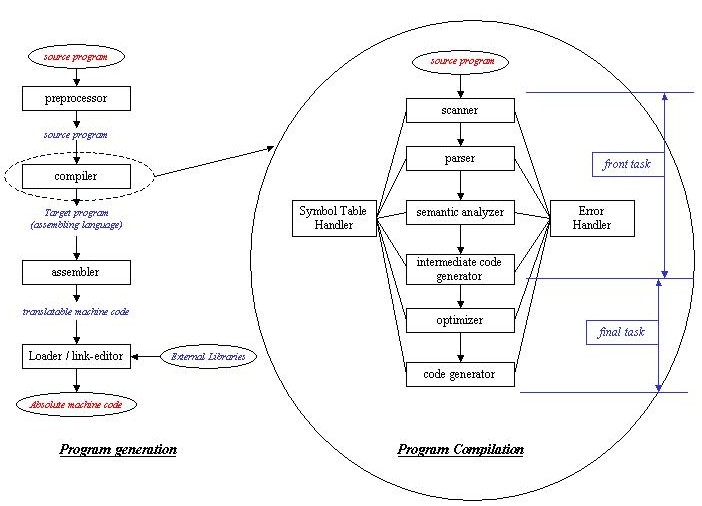 source program
preprocessor
source program
compiler
Target program
(assembling language)
assembler
translatable machine code
Loader / link-editor
External Libraries
Absolute machine code
Program generation
source program
scanner
parser
Symbol Table
Handler
semantic analyzer
Error
Handler
intermediate code
generator
optimizer
code generator
front task
final task
Program Compilation